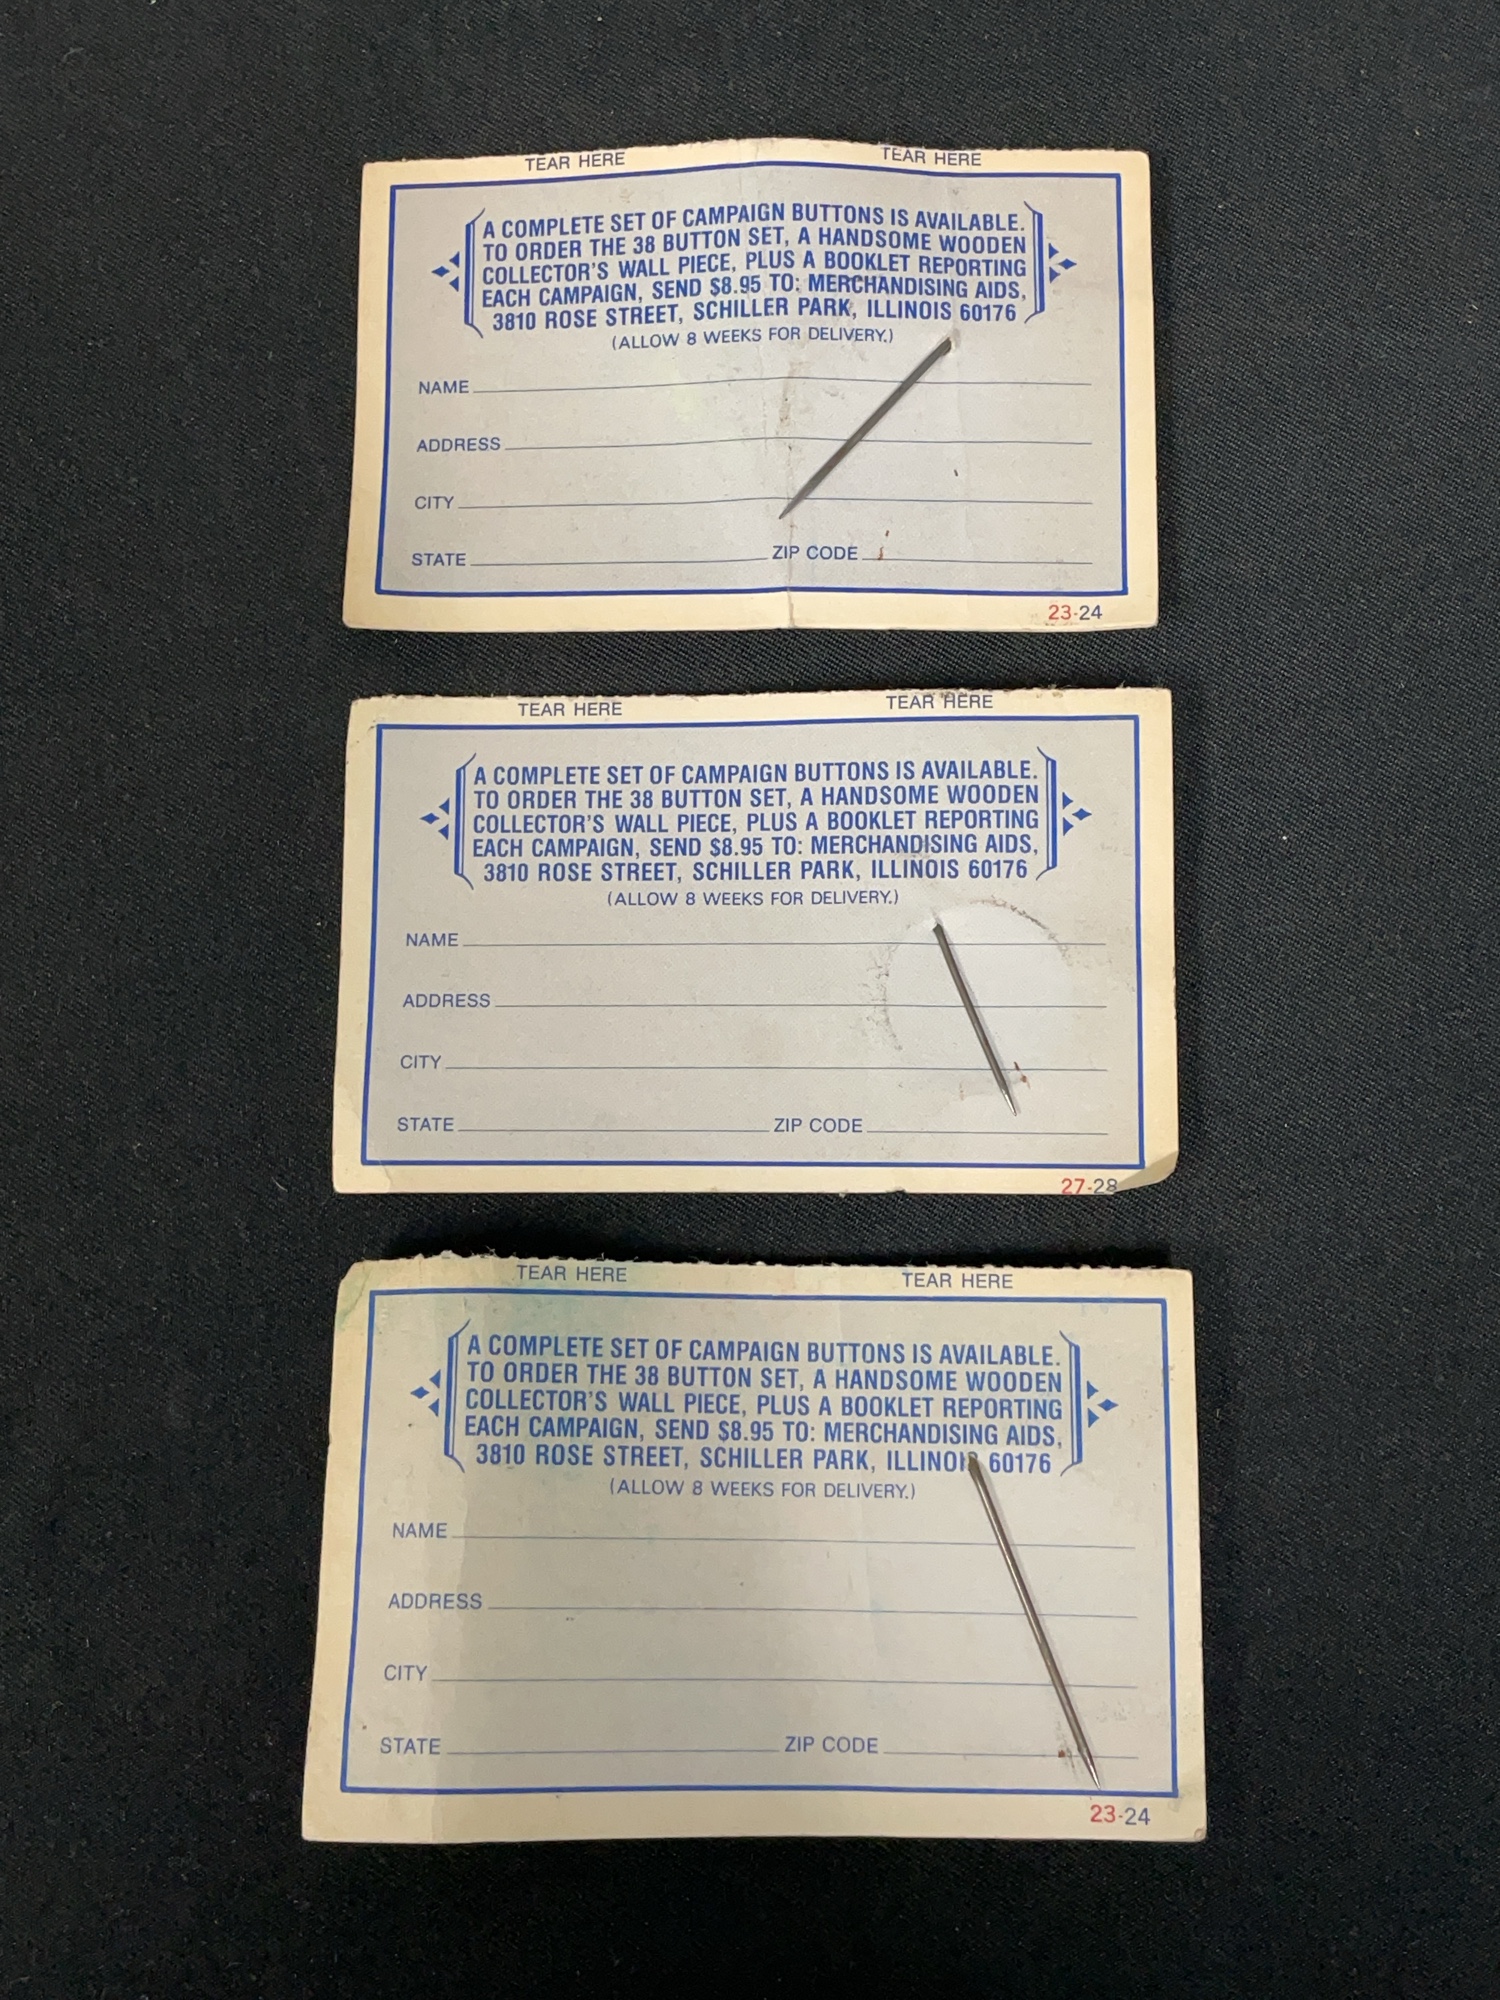 TEAR HERE TEAR HERE
A COMPLETE SET OF CAMPAIGN BUTTONS IS AVAILABLE.
TO ORDER THE 38 BUTTON SET, A HANDSOME WOODEN
COLLECTOR'S WALL PIECE, PLUS A BOOKLET REPORTING
EACH CAMPAIGN, SEND $8.95 TO: MERCHANDISING AIDS,
3810 ROSE STREET, SCHILLER PARK, ILLINOIS 60176
(ALLOW 8 WEEKS FOR DELIVERY.)
NAME
ADDRESS
CITY
STATE ZIP CODE
23-24
TEAR HERE TEAR HERE
A COMPLETE SET OF CAMPAIGN BUTTONS IS AVAILABLE.
TO ORDER THE 38 BUTTON SET, A HANDSOME WOODEN
COLLECTOR'S WALL PIECE, PLUS A BOOKLET REPORTING
EACH CAMPAIGN, SEND $8.95 TO: MERCHANDISING AIDS,
3810 ROSE STREET, SCHILLER PARK, ILLINOIS 60176
(ALLOW 8 WEEKS FOR DELIVERY.)
NAME
ADDRESS
CITY
STATE ZIP CODE
27-28
TEAR HERE TEAR HERE
A COMPLETE SET OF CAMPAIGN BUTTONS IS AVAILABLE.
TO ORDER THE 38 BUTTON SET, A HANDSOME WOODEN
COLLECTOR'S WALL PIECE, PLUS A BOOKLET REPORTING
EACH CAMPAIGN, SEND $8.95 TO: MERCHANDISING AIDS,
3810 ROSE STREET, SCHILLER PARK, ILLINOIS 60176
(ALLOW 8 WEEKS FOR DELIVERY.)
NAME
ADDRESS
CITY
STATE ZIP CODE
23-24